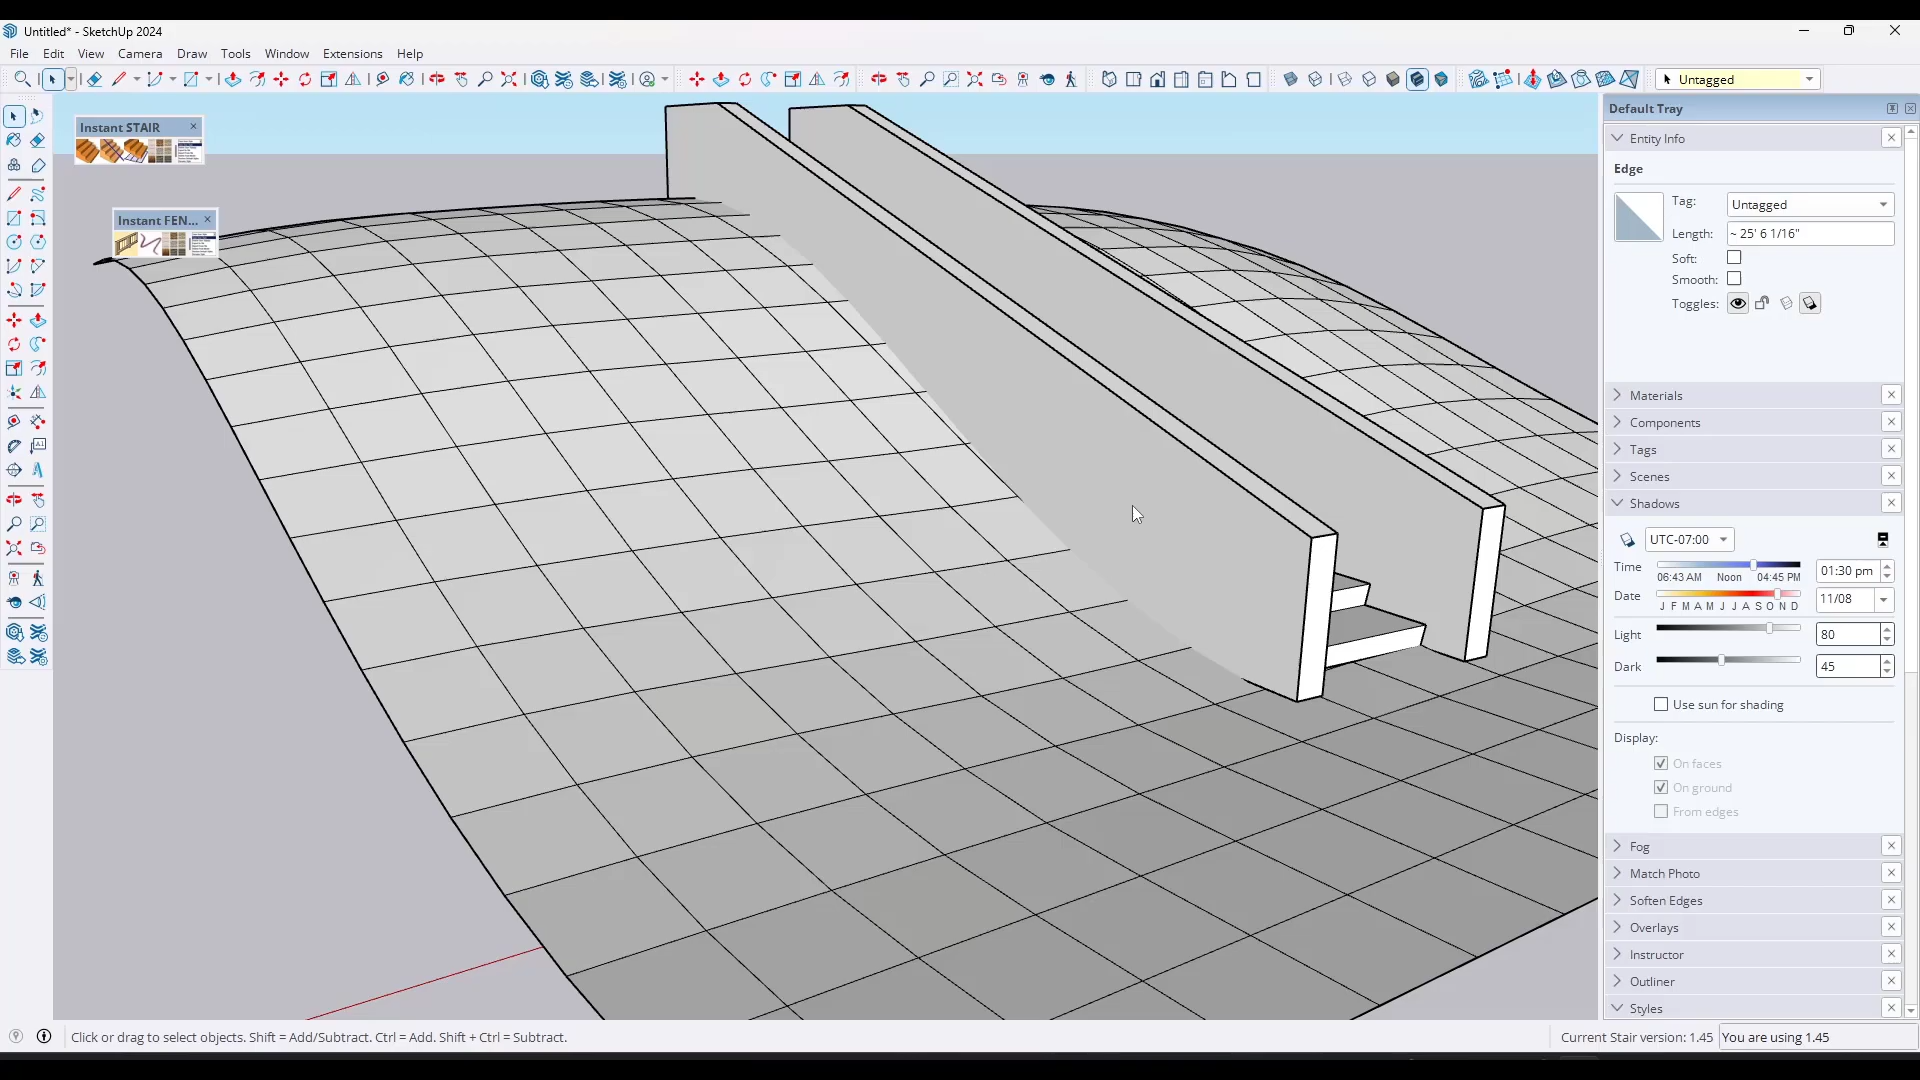 Untitled* - SketchUp 2024
File Edit View Camera Draw Tools Window Extensions Help
Untagged
Instant STAIR
Instant FEN...
A1
Default Tray
Entity Info
Edge
Tag: Untagged
Length: ~ 25' 6 1/16"
Soft:
Smooth:
Toggles:
Materials
Components
Tags
Scenes
Shadows
UTC-07:00
Time 06:43 AM Noon 04:45 PM 01:30 pm
Date J F M A M J J A S O N D 11/08
Light 80
Dark 45
Use sun for shading
Display:
On faces
On ground
From edges
Fog
Match Photo
Soften Edges
Overlays
Instructor
Outliner
Styles
Click or drag to select objects. Shift = Add/Subtract. Ctrl = Add. Shift + Ctrl = Subtract.
Current Stair version: 1.45 You are using 1.45